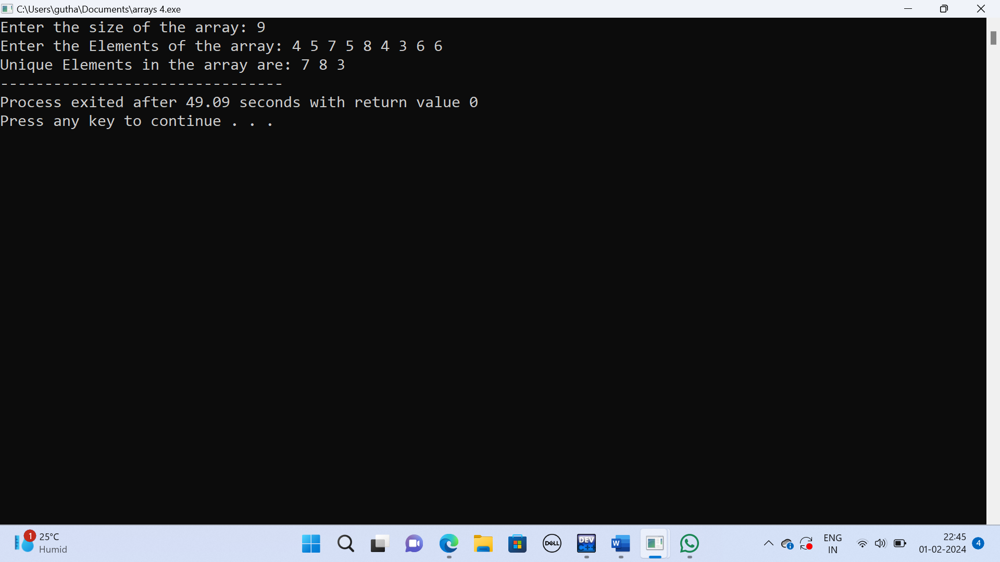 C:\Users\gutha\Documents\arrays 4.exe
Enter the size of the array: 9
Enter the Elements of the array: 4 5 7 5 8 4 3 6 6
Unique Elements in the array are: 7 8 3
--------------------------------
Process exited after 49.09 seconds with return value 0
Press any key to continue . . .
1
25°C
Humid
DELL
DEV
C++
W
ENG
IN
22:45
01-02-2024
4